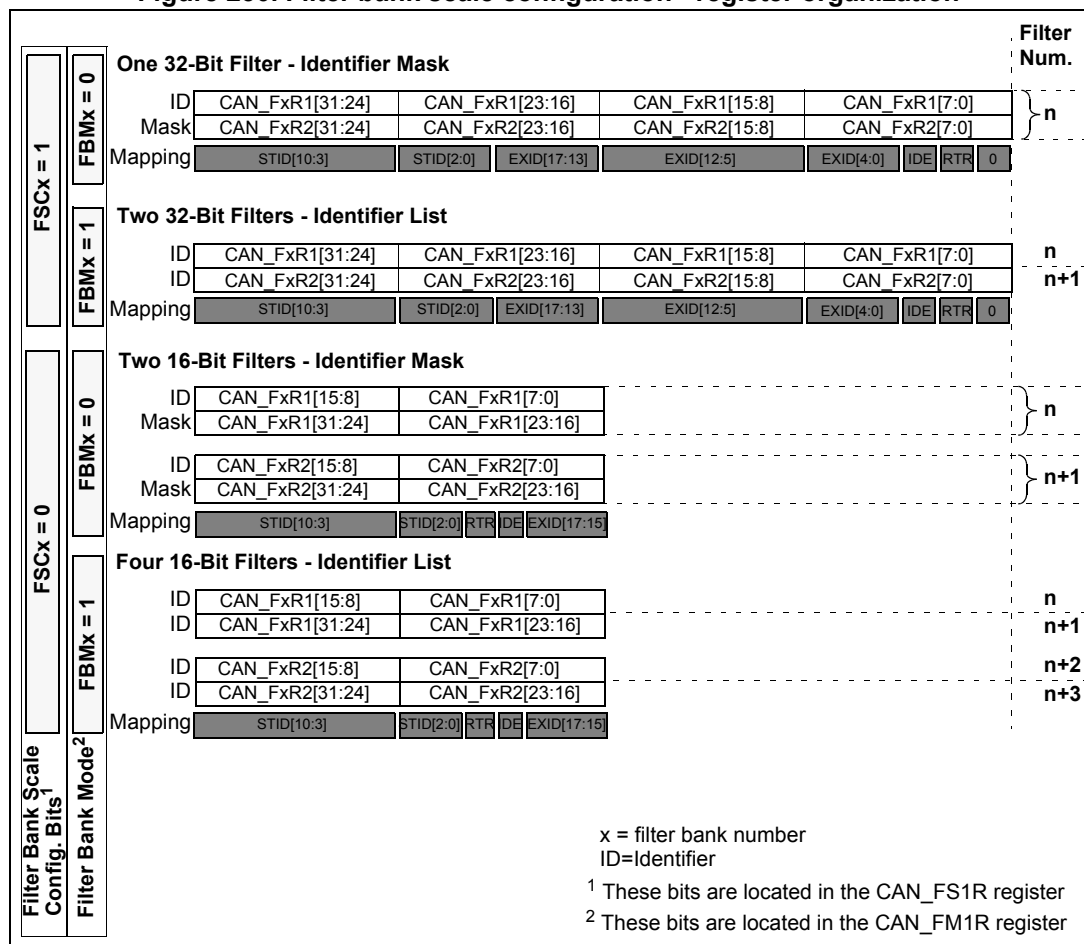 Figure 230. Filter bank scale configuration - register organization
Filter
Num.
One 32-Bit Filter - Identifier Mask
FSCx = 1
FBMx = 0
ID CAN_FxR1[31:24] CAN_FxR1[23:16] CAN_FxR1[15:8] CAN_FxR1[7:0] n
Mask CAN_FxR2[31:24] CAN_FxR2[23:16] CAN_FxR2[15:8] CAN_FxR2[7:0]
Mapping STID[10:3] STID[2:0] EXID[17:13] EXID[12:5] EXID[4:0] IDE RTR 0
Two 32-Bit Filters - Identifier List
FBMx = 1
ID CAN_FxR1[31:24] CAN_FxR1[23:16] CAN_FxR1[15:8] CAN_FxR1[7:0] n
ID CAN_FxR2[31:24] CAN_FxR2[23:16] CAN_FxR2[15:8] CAN_FxR2[7:0] n+1
Mapping STID[10:3] STID[2:0] EXID[17:13] EXID[12:5] EXID[4:0] IDE RTR 0
Two 16-Bit Filters - Identifier Mask
FSCx = 0
FBMx = 0
ID CAN_FxR1[15:8] CAN_FxR1[7:0] n
Mask CAN_FxR1[31:24] CAN_FxR1[23:16]
ID CAN_FxR2[15:8] CAN_FxR2[7:0] n+1
Mask CAN_FxR2[31:24] CAN_FxR2[23:16]
Mapping STID[10:3] STID[2:0] RTR IDE EXID[17:15]
Four 16-Bit Filters - Identifier List
FBMx = 1
ID CAN_FxR1[15:8] CAN_FxR1[7:0] n
ID CAN_FxR1[31:24] CAN_FxR1[23:16] n+1
ID CAN_FxR2[15:8] CAN_FxR2[7:0] n+2
ID CAN_FxR2[31:24] CAN_FxR2[23:16] n+3
Mapping STID[10:3] STID[2:0] RTR IDE EXID[17:15]
Filter Bank Scale
Config. Bits1
Filter Bank Mode2
x = filter bank number
ID=Identifier
1 These bits are located in the CAN_FS1R register
2 These bits are located in the CAN_FM1R register